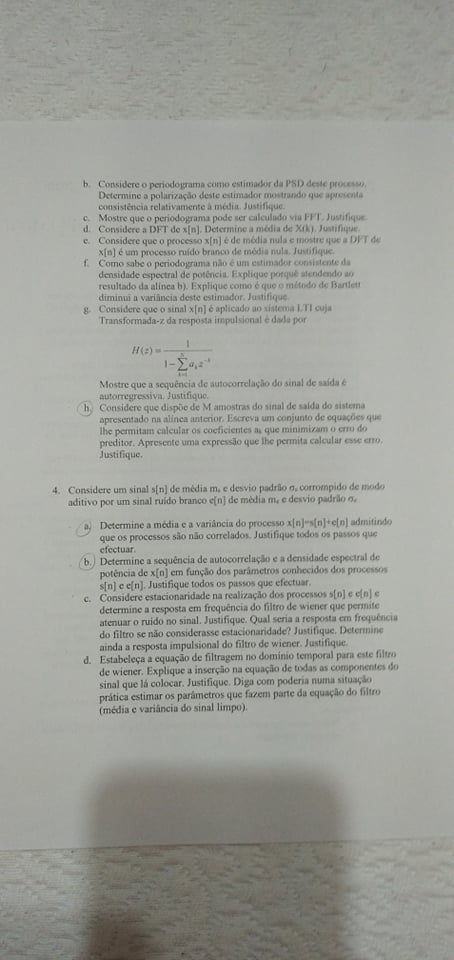 b. Considere o periodograma como estimador da PSD deste processo.
Determine a polarização deste estimador mostrando que apresenta
consistência relativamente à média. Justifique.
c. Mostre que o periodograma pode ser calculado via FFT. Justifique.
d. Considere a DFT de x[n]. Determine a média de X(k). Justifique.
e. Considere que o processo x[n] é de média nula e mostre que a DFT de
x[n] é um processo ruído branco de média nula. Justifique.
f. Como sabe o periodograma não é um estimador consistente da
densidade espectral de potência. Explique porquê atendendo ao
resultado da alínea b). Explique como é que o método de Bartlett
diminui a variância deste estimador. Justifique.
g. Considere que o sinal x[n] é aplicado ao sistema LTI cuja
Transformada-z da resposta impulsional é dada por
H(z) = 1 / (1 - ∑ₖ₌₁ᴺ aₖ z⁻ᵏ)
Mostre que a sequência de autocorrelação do sinal de saída é
autorregressiva. Justifique.
h. Considere que dispõe de M amostras do sinal de saída do sistema
apresentado na alínea anterior. Escreva um conjunto de equações que
lhe permitam calcular os coeficientes aₖ que minimizam o erro do
preditor. Apresente uma expressão que lhe permita calcular esse erro.
Justifique.
4. Considere um sinal s[n] de média mₛ e desvio padrão σₛ corrompido de modo
aditivo por um sinal ruído branco e[n] de média mₑ e desvio padrão σₑ
a. Determine a média e a variância do processo x[n]=s[n]+e[n] admitindo
que os processos são não correlados. Justifique todos os passos que
efectuar.
b. Determine a sequência de autocorrelação e a densidade espectral de
potência de x[n] em função dos parâmetros conhecidos dos processos
s[n] e e[n]. Justifique todos os passos que efectuar.
c. Considere estacionaridade na realização dos processos s[n] e e[n] e
determine a resposta em frequência do filtro de wiener que permite
atenuar o ruído no sinal. Justifique. Qual seria a resposta em frequência
do filtro se não considerasse estacionaridade? Justifique. Determine
ainda a resposta impulsional do filtro de wiener. Justifique.
d. Estabeleça a equação de filtragem no domínio temporal para este filtro
de wiener. Explique a inserção na equação de todas as componentes do
sinal que lá colocar. Justifique. Diga com poderia numa situação
prática estimar os parâmetros que fazem parte da equação do filtro
(média e variância do sinal limpo).